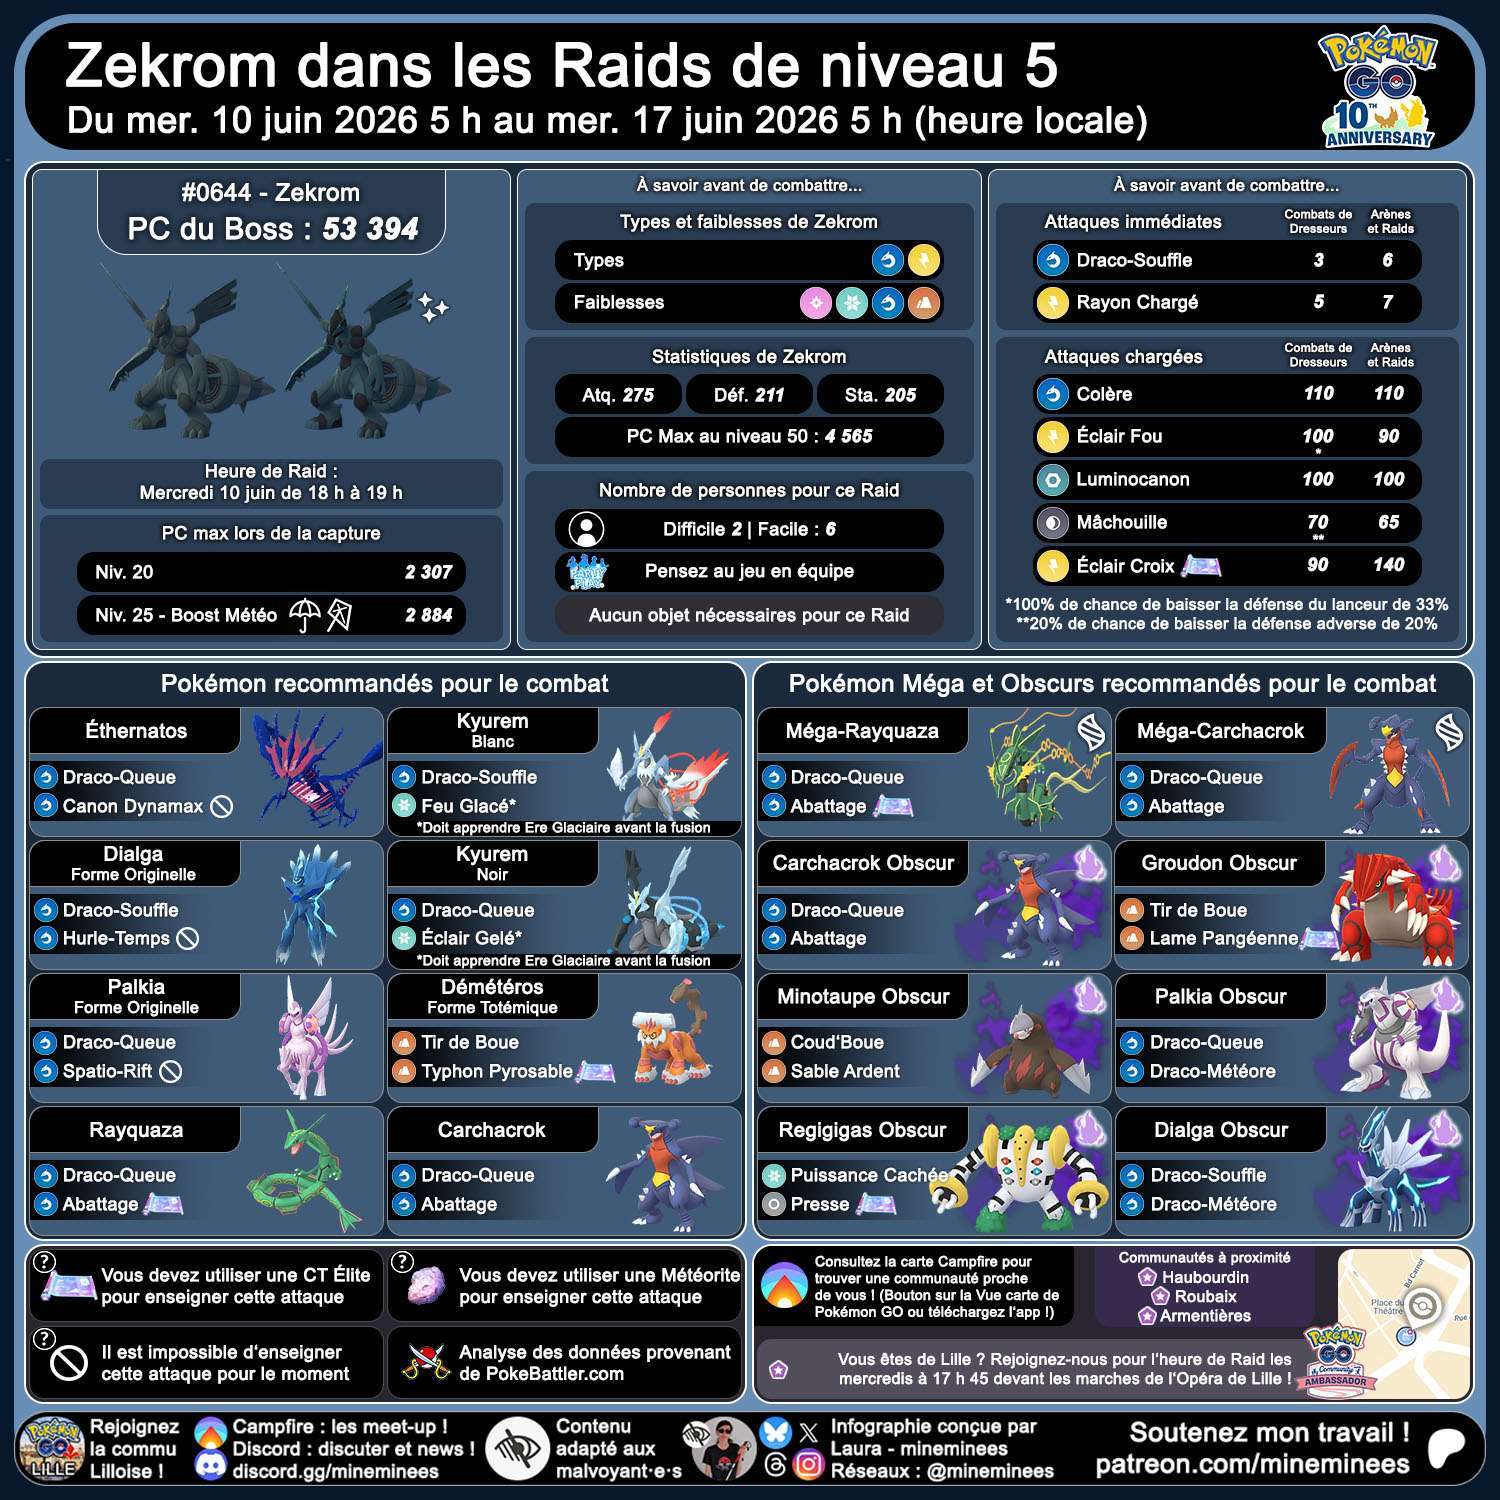 Zekrom dans les Raids de niveau 5
Du mer. 10 juin 2026 5 h au mer. 17 juin 2026 5 h (heure locale)
Pokémon
GO
10TH
ANNIVERSARY
#0644 - Zekrom
PC du Boss : 53 394
Heure de Raid :
Mercredi 10 juin de 18 h à 19 h
PC max lors de la capture
Niv. 20 2 307
Niv. 25 - Boost Météo 2 884
À savoir avant de combattre...
Types et faiblesses de Zekrom
Types
Faiblesses
Statistiques de Zekrom
Atq. 275 Déf. 211 Sta. 205
PC Max au niveau 50 : 4 565
Nombre de personnes pour ce Raid
Difficile 2 | Facile : 6
PARTY PLAY
Pensez au jeu en équipe
Aucun objet nécessaires pour ce Raid
À savoir avant de combattre...
Attaques immédiates Combats de Dresseurs Arènes et Raids
Draco-Souffle 3 6
Rayon Chargé 5 7
Attaques chargées Combats de Dresseurs Arènes et Raids
Colère 110 110
Éclair Fou 100 * 90
Luminocanon 100 100
Mâchouille 70 ** 65
Éclair Croix 90 140
*100% de chance de baisser la défense du lanceur de 33%
**20% de chance de baisser la défense adverse de 20%
Pokémon recommandés pour le combat
Éthernatos
Draco-Queue
Canon Dynamax
Kyurem
Blanc
Draco-Souffle
Feu Glacé*
*Doit apprendre Ere Glaciaire avant la fusion
Dialga
Forme Originelle
Draco-Souffle
Hurle-Temps
Kyurem
Noir
Draco-Queue
Éclair Gelé*
*Doit apprendre Ere Glaciaire avant la fusion
Palkia
Forme Originelle
Draco-Queue
Spatio-Rift
Démétéros
Forme Totémique
Tir de Boue
Typhon Pyrosable
Rayquaza
Draco-Queue
Abattage
Carchacrok
Draco-Queue
Abattage
Pokémon Méga et Obscurs recommandés pour le combat
Méga-Rayquaza
Draco-Queue
Abattage
Méga-Carchacrok
Draco-Queue
Abattage
Carchacrok Obscur
Draco-Queue
Abattage
Groudon Obscur
Tir de Boue
Lame Pangéenne
Minotaupe Obscur
Coud'Boue
Sable Ardent
Palkia Obscur
Draco-Queue
Draco-Météore
Regigigas Obscur
Puissance Cachée
Presse
Dialga Obscur
Draco-Souffle
Draco-Météore
?
Vous devez utiliser une CT Élite
pour enseigner cette attaque
?
Vous devez utiliser une Météorite
pour enseigner cette attaque
?
Il est impossible d'enseigner
cette attaque pour le moment
Analyse des données provenant
de PokeBattler.com
Consultez la carte Campfire pour
trouver une communauté proche
de vous ! (Bouton sur la Vue carte de
Pokémon GO ou téléchargez l'app !)
Communautés à proximité
Haubourdin
Roubaix
Armentières
Bd Carnot
Place du
Théâtre
Rue
Vous êtes de Lille ? Rejoignez-nous pour l'heure de Raid les
mercredis à 17 h 45 devant les marches de l'Opéra de Lille !
Pokémon
GO
Community
AMBASSADOR
Pokémon
GO
LILLE
Rejoignez
la commu
Lilloise !
Campfire : les meet-up !
Discord : discuter et news !
discord.gg/mineminees
Contenu
adapté aux
malvoyant·e·s
Infographie conçue par
Laura - mineminees
Réseaux : @mineminees
Soutenez mon travail !
patreon.com/mineminees